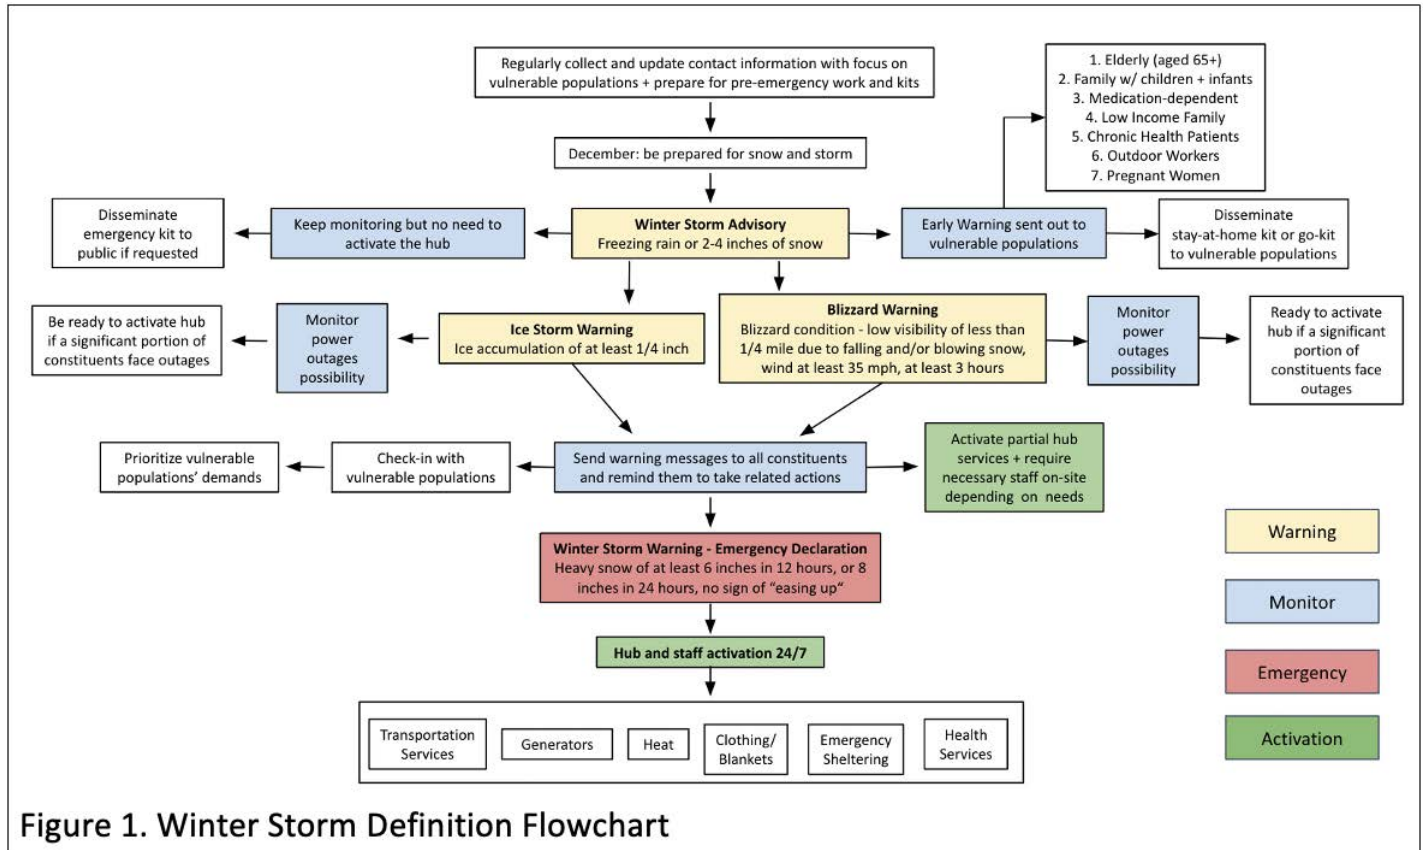 Regularly collect and update contact information with focus on
vulnerable populations + prepare for pre-emergency work and kits
1. Elderly (aged 65+)
2. Family w/ children + infants
3. Medication-dependent
4. Low Income Family
5. Chronic Health Patients
6. Outdoor Workers
7. Pregnant Women
December: be prepared for snow and storm
Disseminate
emergency kit to
public if requested
Keep monitoring but no need to
activate the hub
Winter Storm Advisory
Freezing rain or 2-4 inches of snow
Early Warning sent out to
vulnerable populations
Disseminate
stay-at-home kit or go-kit
to vulnerable populations
Be ready to activate hub
if a significant portion of
constituents face outages
Monitor
power
outages
possibility
Ice Storm Warning
Ice accumulation of at least 1/4 inch
Blizzard Warning
Blizzard condition - low visibility of less than
1/4 mile due to falling and/or blowing snow,
wind at least 35 mph, at least 3 hours
Monitor
power
outages
possibility
Ready to activate
hub if a significant
portion of
constituents face
outages
Prioritize vulnerable
populations’ demands
Check-in with
vulnerable populations
Send warning messages to all constituents
and remind them to take related actions
Activate partial hub
services + require
necessary staff on-site
depending on needs
Winter Storm Warning - Emergency Declaration
Heavy snow of at least 6 inches in 12 hours, or 8
inches in 24 hours, no sign of “easing up“
Hub and staff activation 24/7
Transportation
Services
Generators
Heat
Clothing/
Blankets
Emergency
Sheltering
Health
Services
Warning
Monitor
Emergency
Activation
Figure 1. Winter Storm Definition Flowchart